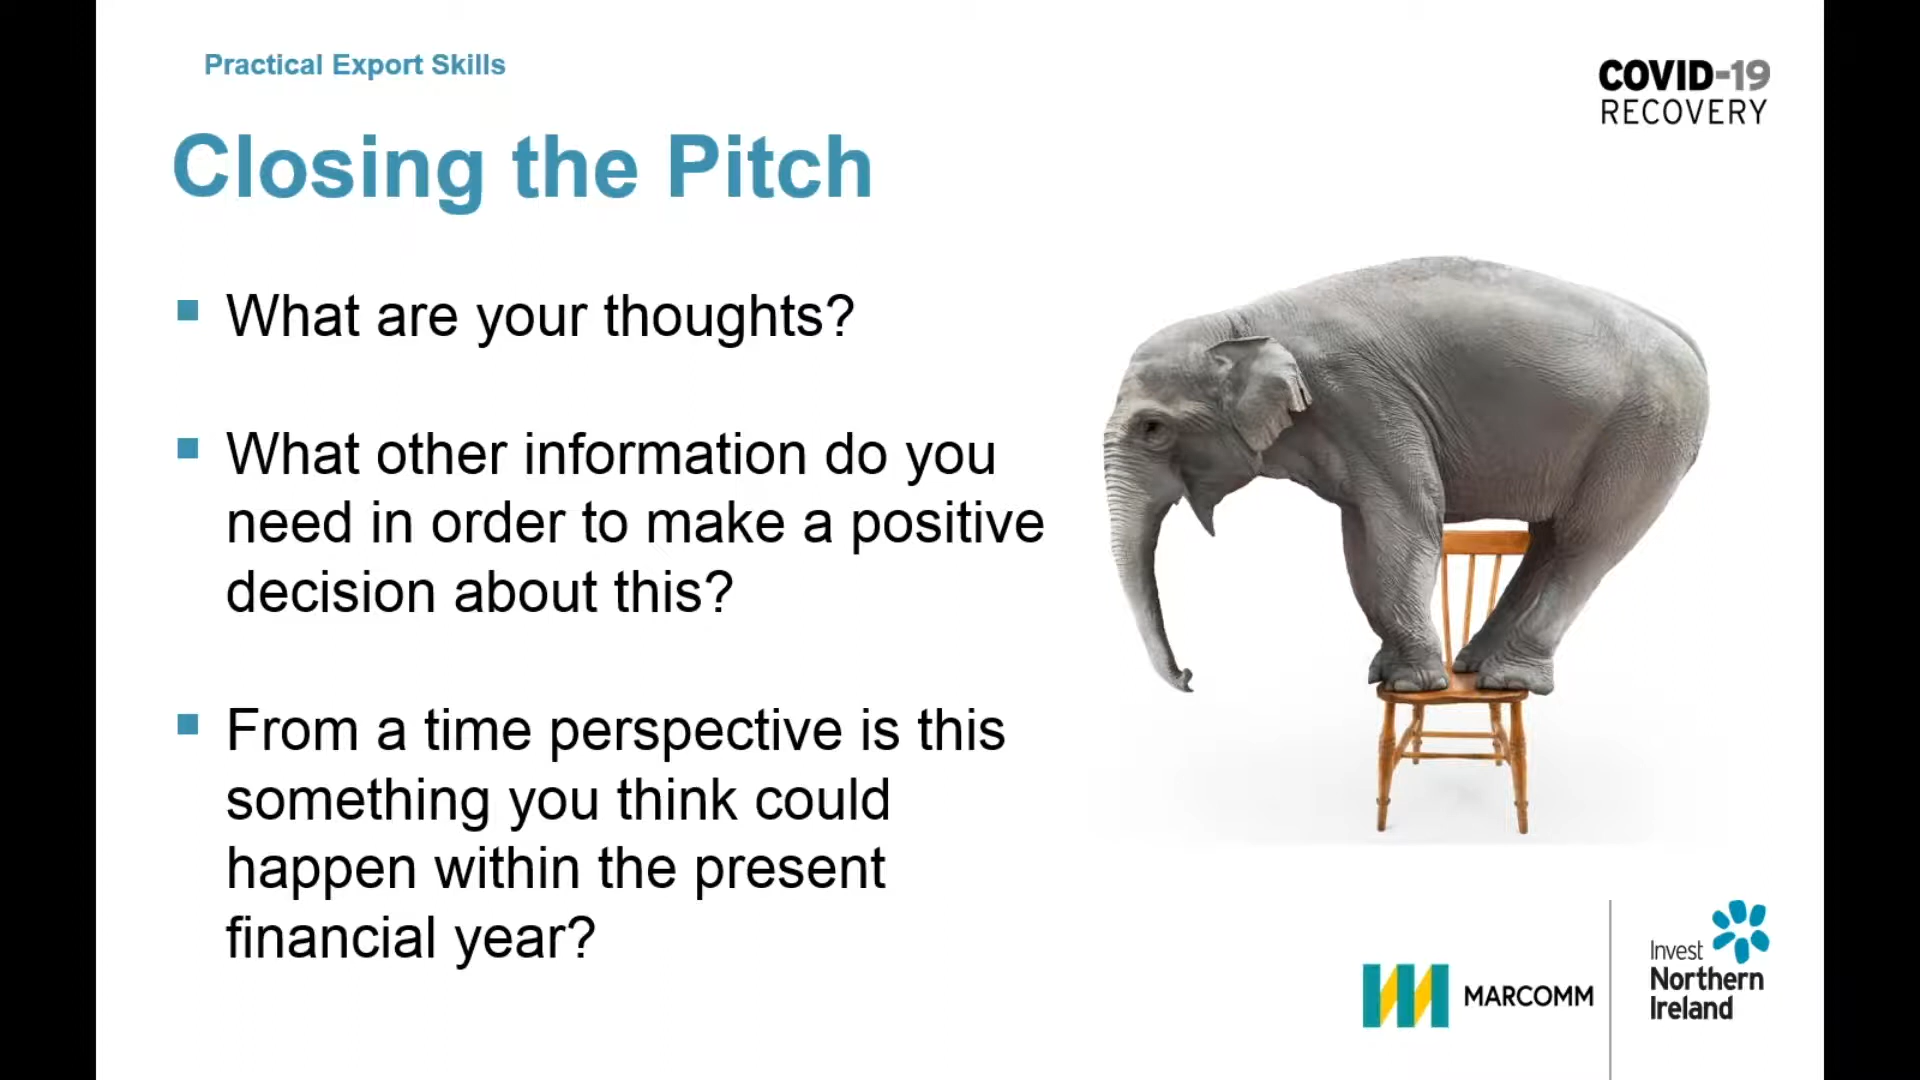 Practical Export Skills
COVID-19
RECOVERY
Closing the Pitch
What are your thoughts?
What other information do you
need in order to make a positive
decision about this?
From a time perspective is this
something you think could
happen within the present
financial year?
MARCOMM
Invest
Northern
Ireland